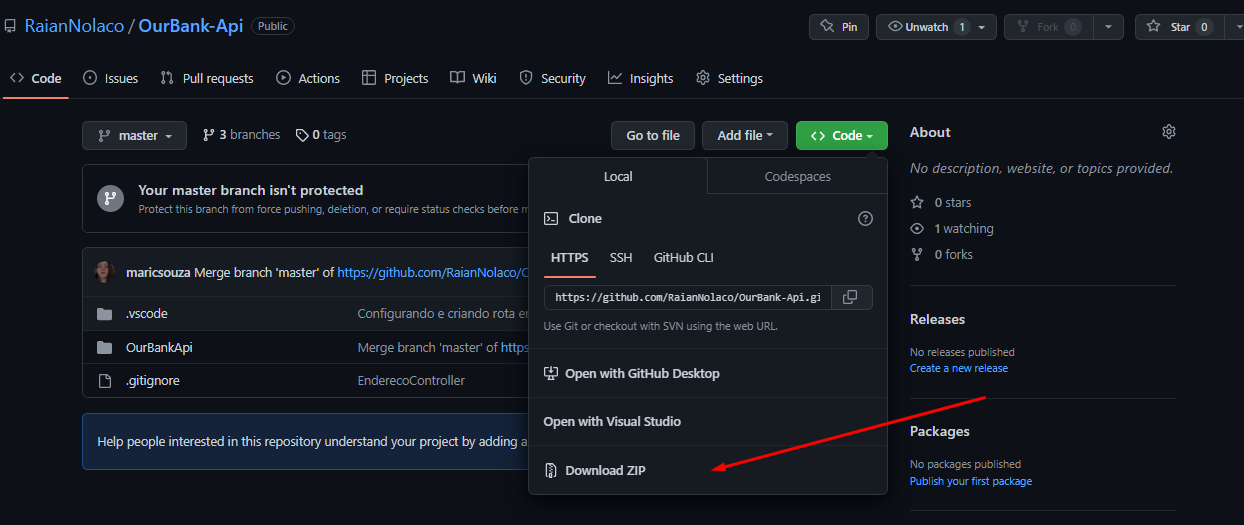 RaianNolaco / OurBank-Api Public
Pin
Unwatch 1
Fork 0
Star 0
Code
Issues
Pull requests
Actions
Projects
Wiki
Security
Insights
Settings
master
3 branches
0 tags
Go to file
Add file
Code
Your master branch isn't protected
Protect this branch from force pushing, deletion, or require status checks before
maricsouza Merge branch 'master' of https://github.com/RaianNolaco/
.vscode Configurando e criando rota
OurBankApi Merge branch 'master' of https
.gitignore EnderecoController
Help people interested in this repository understand your project by adding a
Local
Codespaces
Clone
HTTPS
SSH
GitHub CLI
https://github.com/RaianNolaco/OurBank-Api.gi
Use Git or checkout with SVN using the web URL.
Open with GitHub Desktop
Open with Visual Studio
Download ZIP
About
No description, website, or topics provided.
0 stars
1 watching
0 forks
Releases
No releases published
Create a new release
Packages
No packages published
Publish your first package